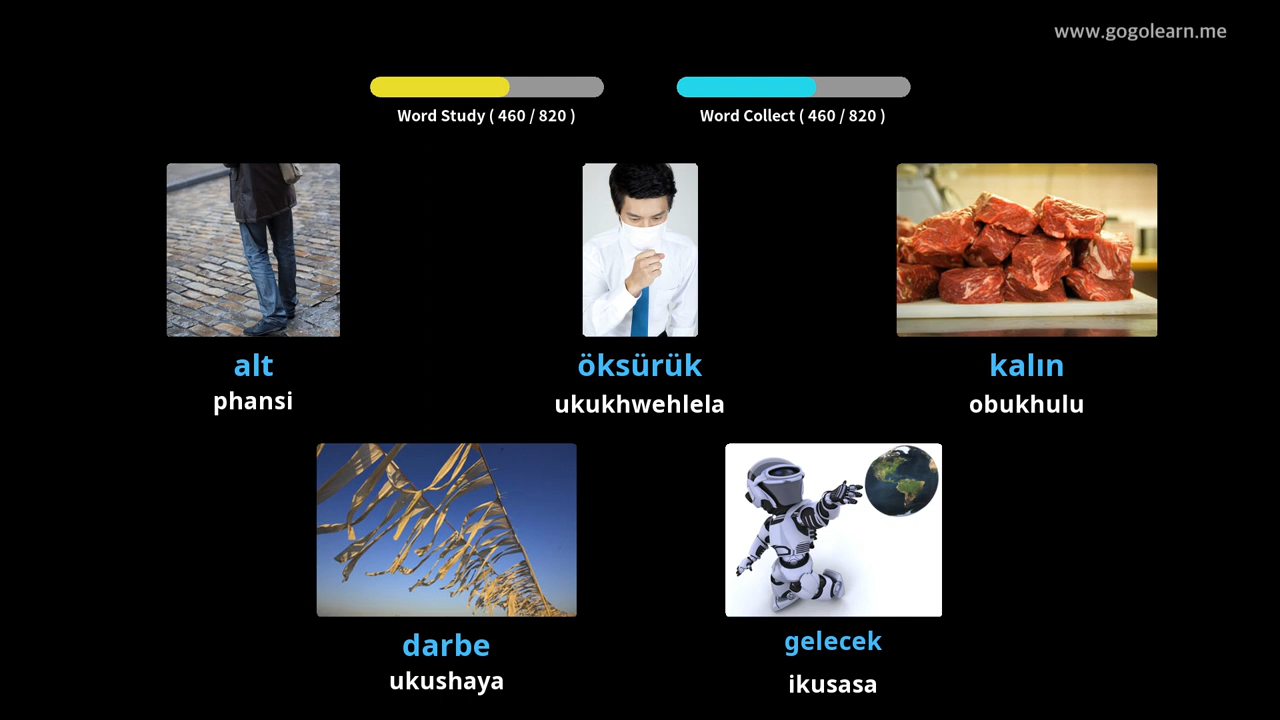 www.gogolearn.me
Word Study ( 460 / 820 )
Word Collect ( 460 / 820 )
alt
phansi
öksürük
ukukhwehlela
kalın
obukhulu
darbe
ukushaya
gelecek
ikusasa